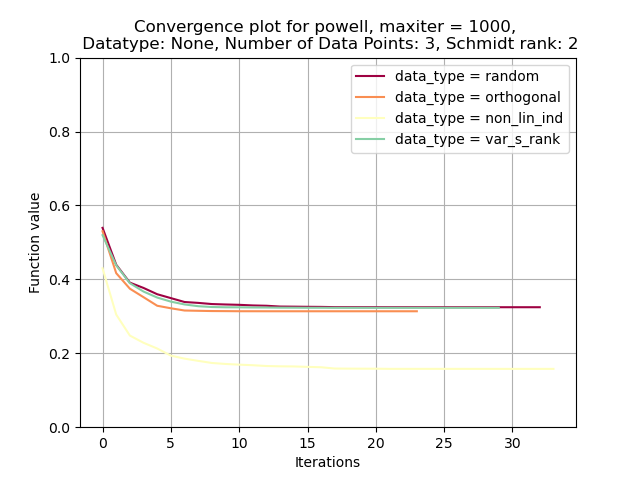 Convergence plot for powell, maxiter = 1000,
Datatype: None, Number of Data Points: 3, Schmidt rank: 2
data_type = random
data_type = orthogonal
data_type = non_lin_ind
data_type = var_s_rank
Function value
1.0
0.8
0.6
0.4
0.2
0.0
0 5 10 15 20 25 30
Iterations